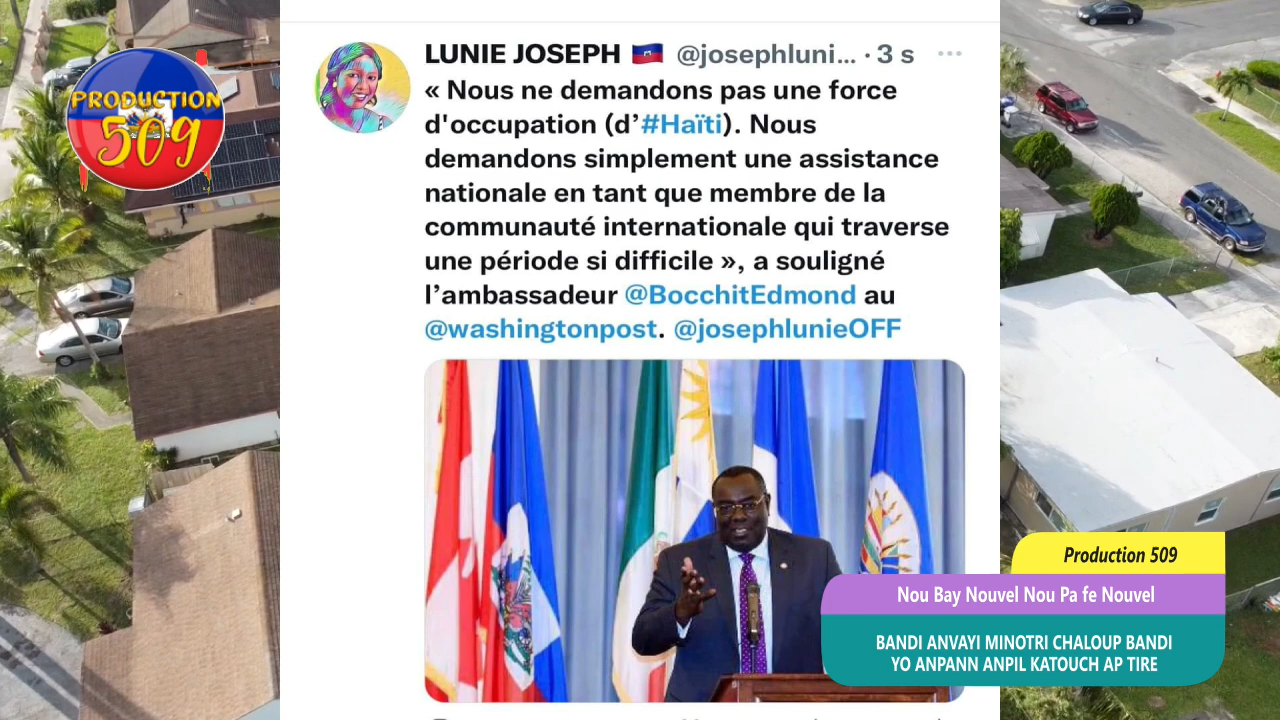 PRODUCTION
509
LUNIE JOSEPH @josephluni... · 3 s
« Nous ne demandons pas une force
d'occupation (d’#Haïti). Nous
demandons simplement une assistance
nationale en tant que membre de la
communauté internationale qui traverse
une période si difficile », a souligné
l’ambassadeur @BocchitEdmond au
@washingtonpost. @josephlunieOFF
Production 509
Nou Bay Nouvel Nou Pa fe Nouvel
BANDI ANVAYI MINOTRI CHALOUP BANDI
YO ANPANN ANPIL KATOUCH AP TIRE